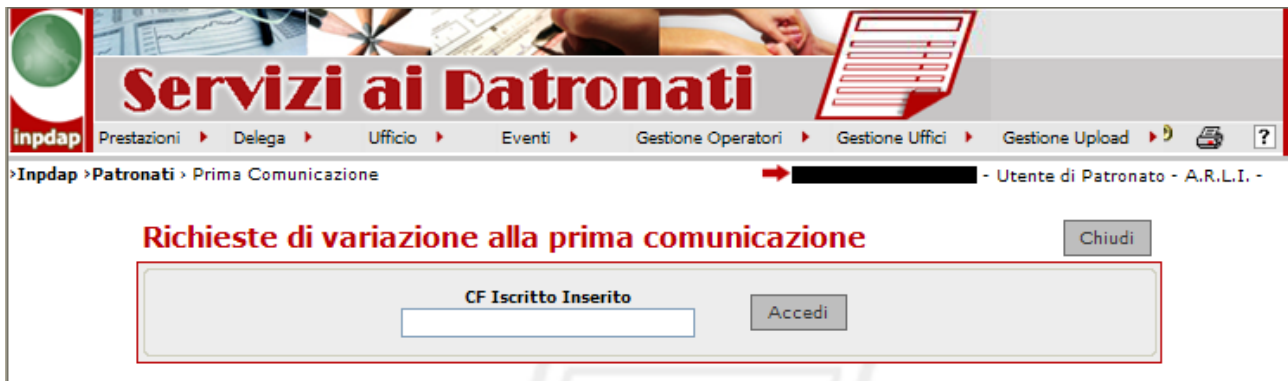 Servizi ai Patronati
inpdap Prestazioni Delega Ufficio Eventi Gestione Operatori Gestione Uffici Gestione Upload ?
›Inpdap ›Patronati › Prima Comunicazione - Utente di Patronato - A.R.L.I. -
Richieste di variazione alla prima comunicazione Chiudi
CF Iscritto Inserito
Accedi